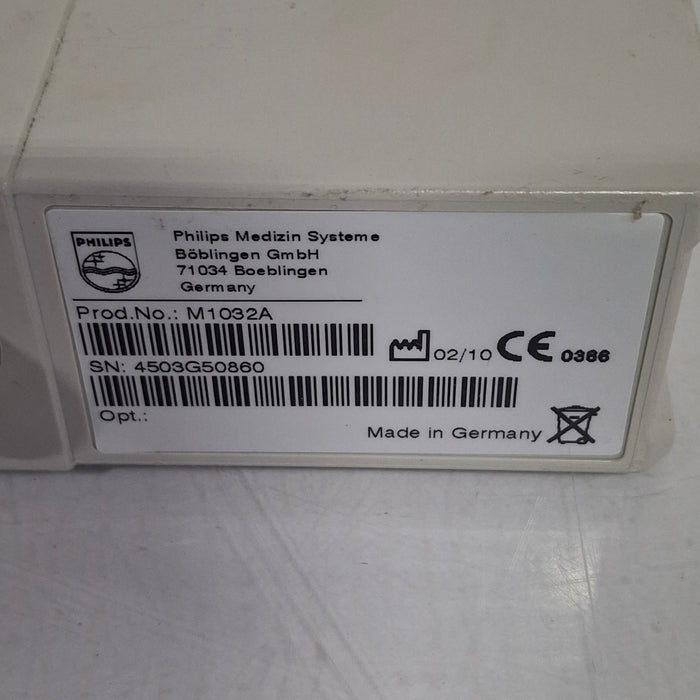 PHILIPS
Philips Medizin Systeme
Böblingen GmbH
71034 Boeblingen
Germany
Prod.No.: M1032A
02/10 CE 0366
SN: 4503G50860
Opt.:
Made in Germany